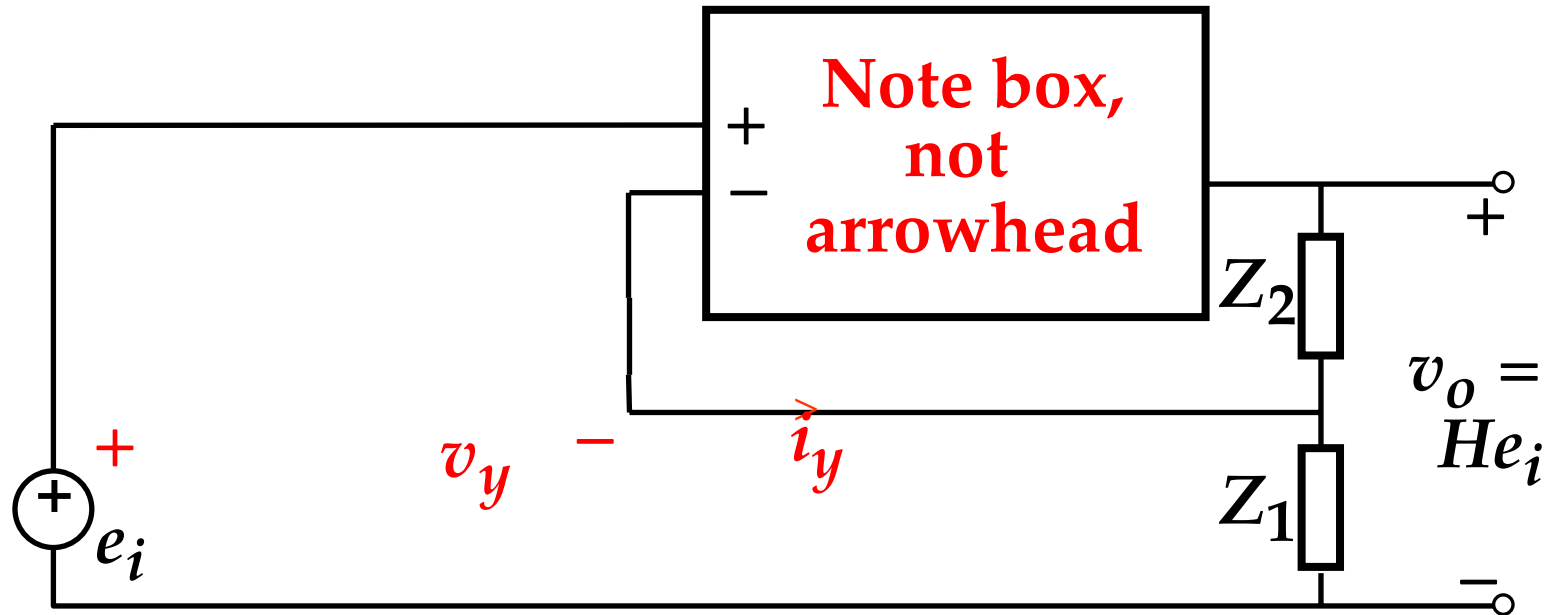 Note box,
not
arrowhead
+
−
+
Z2
vo =
Hei
+
vy
−
iy
Z1
+
ei
−